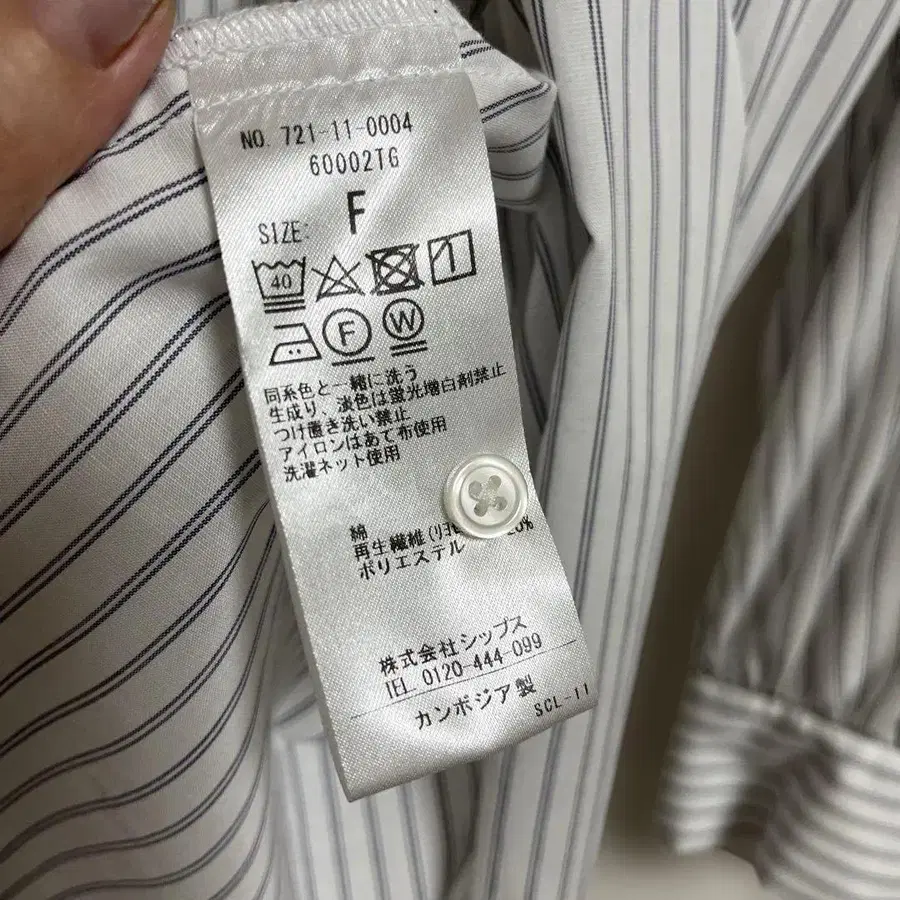 NO. 721-11-0004
60002TG
SIZE: F
40
F W
同系色と一緒に洗う
生成り、淡色は蛍光増白剤禁止
つけ置き洗い禁止
アイロンはあて布使用
洗濯ネット使用
綿
再生繊維(リヨセ 20%
ポリエステル
株式会社シップス
TEL 0120-444-099
カンボジア製
SCL-11